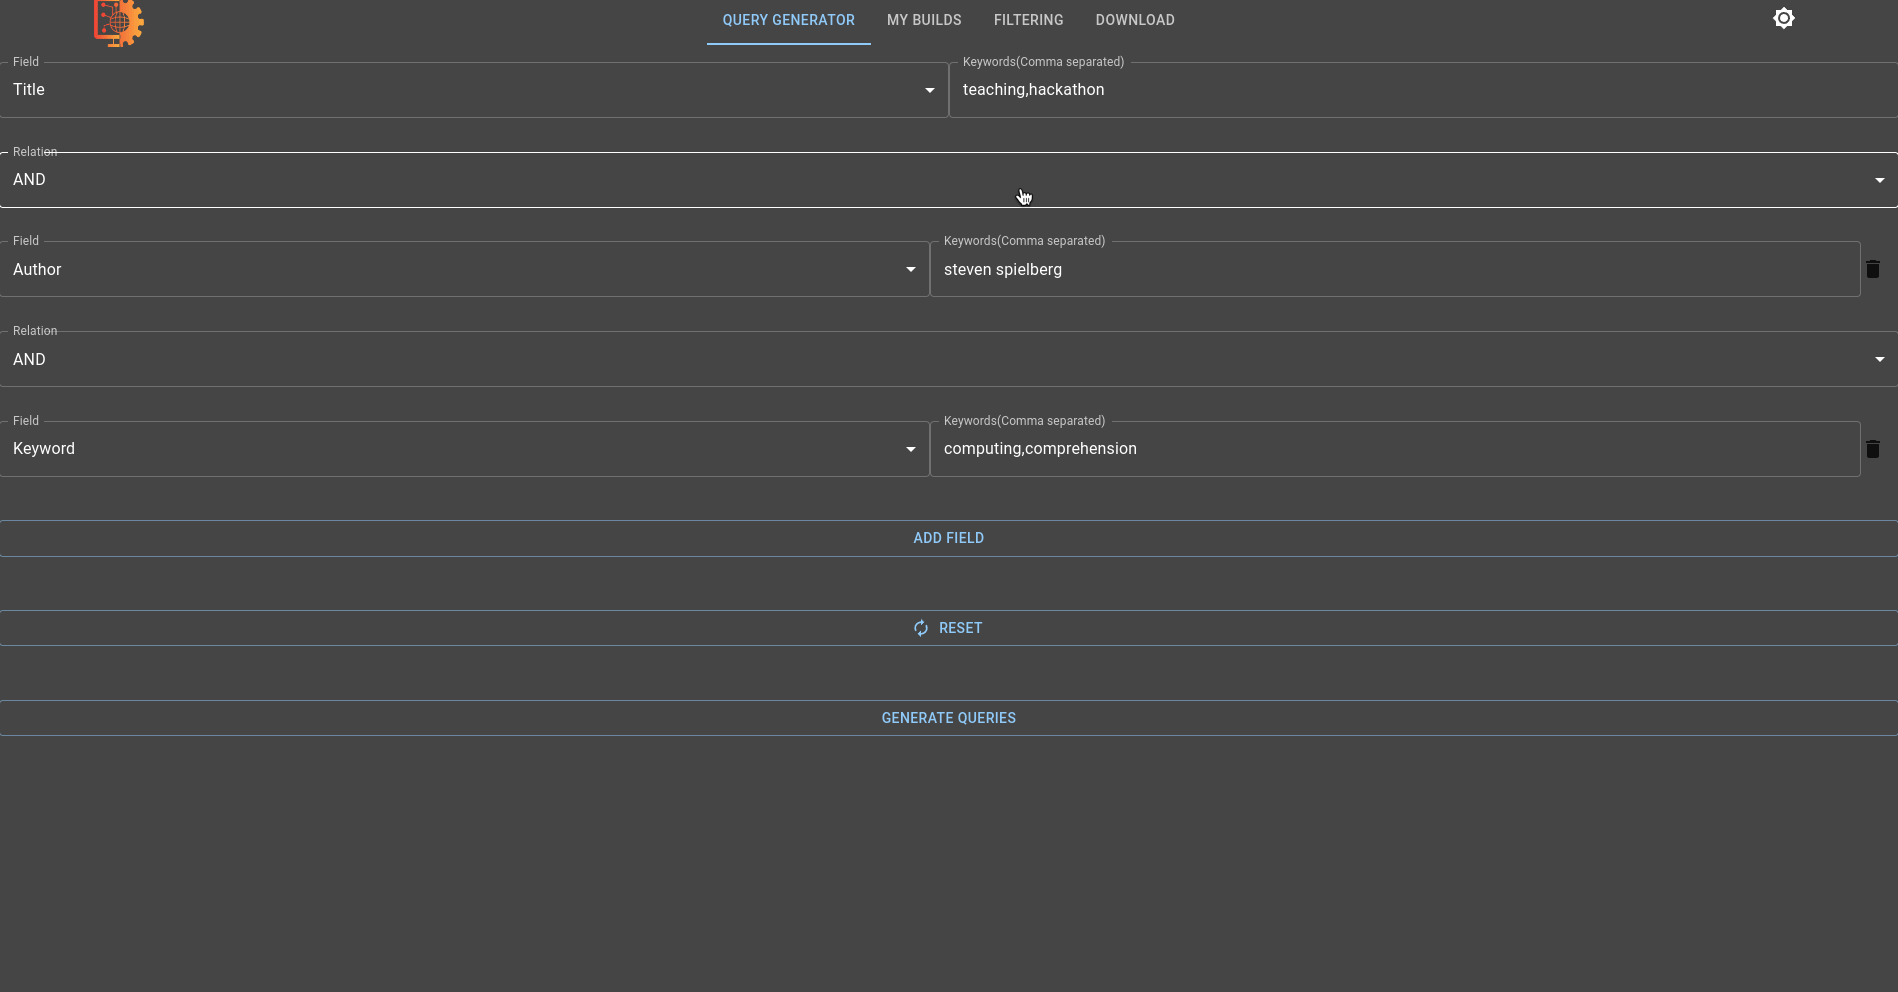 QUERY GENERATOR MY BUILDS FILTERING DOWNLOAD
Field Keywords(Comma separated)
Title teaching,hackathon
Relation
AND
Field Keywords(Comma separated)
Author steven spielberg
Relation
AND
Field Keywords(Comma separated)
Keyword computing,comprehension
ADD FIELD
RESET
GENERATE QUERIES